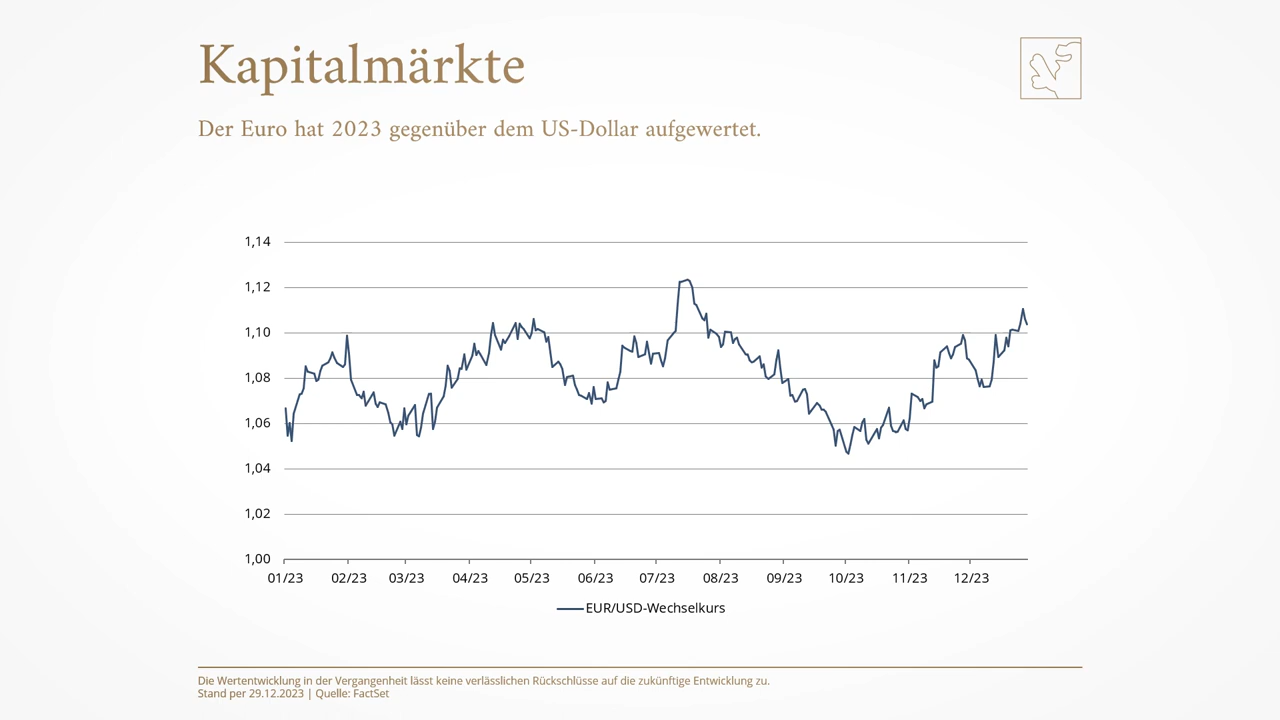 Kapitalmärkte
Der Euro hat 2023 gegenüber dem US-Dollar aufgewertet.
1,14
1,12
1,10
1,08
1,06
1,04
1,02
1,00
01/23 02/23 03/23 04/23 05/23 06/23 07/23 08/23 09/23 10/23 11/23 12/23
EUR/USD-Wechselkurs
Die Wertentwicklung in der Vergangenheit lässt keine verlässlichen Rückschlüsse auf die zukünftige Entwicklung zu.
Stand per 29.12.2023 | Quelle: FactSet